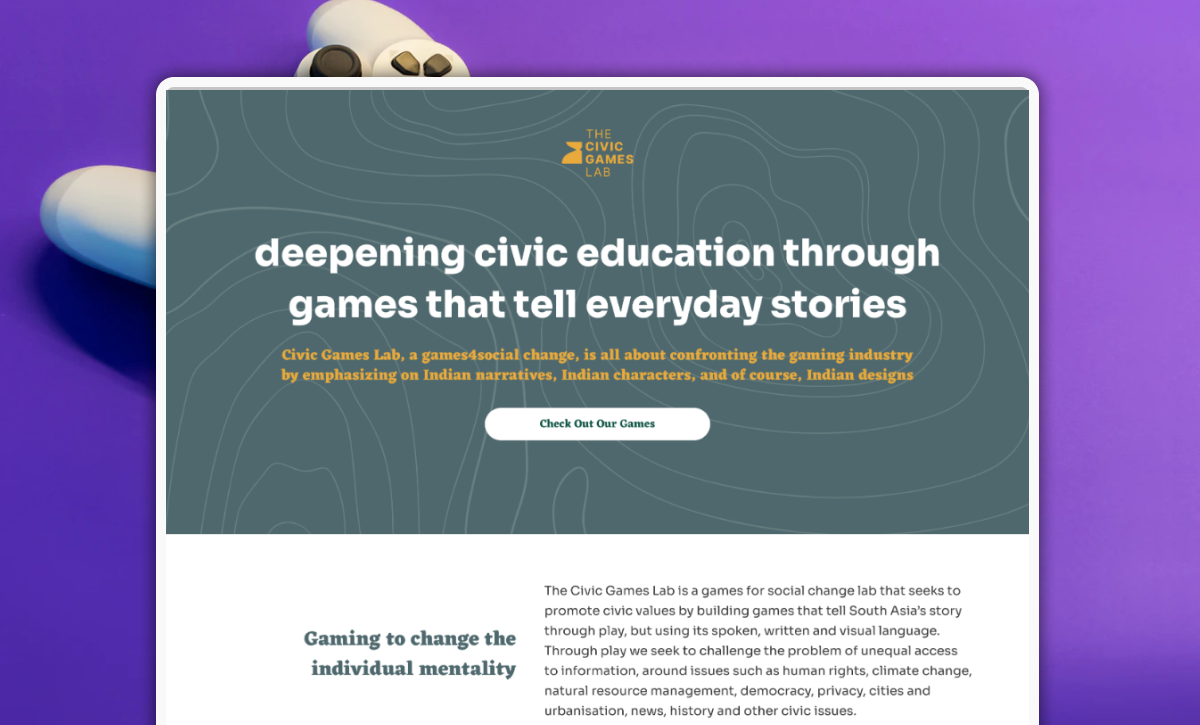 THE
CIVIC
GAMES
LAB
deepening civic education through
games that tell everyday stories
Civic Games Lab, a games4social change, is all about confronting the gaming industry
by emphasizing on Indian narratives, Indian characters, and of course, Indian designs
Check Out Our Games
Gaming to change the
individual mentality
The Civic Games Lab is a games for social change lab that seeks to
promote civic values by building games that tell South Asia's story
through play, but using its spoken, written and visual language.
Through play we seek to challenge the problem of unequal access
to information, around issues such as human rights, climate change,
natural resource management, democracy, privacy, cities and
urbanisation, news, history and other civic issues.